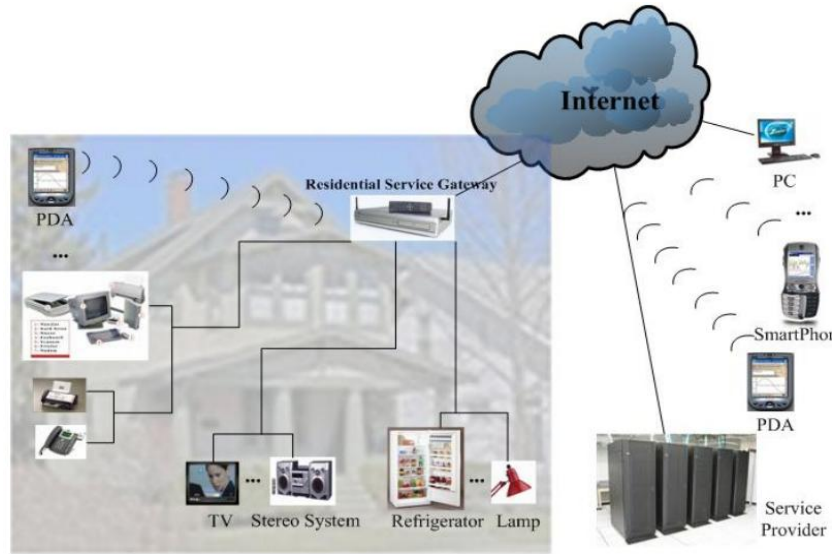 Internet
PC
...
Residential Service Gateway
PDA
...
SmartPhon
PDA
TV
...
Stereo System
Refrigerator
...
Lamp
Service
Provider